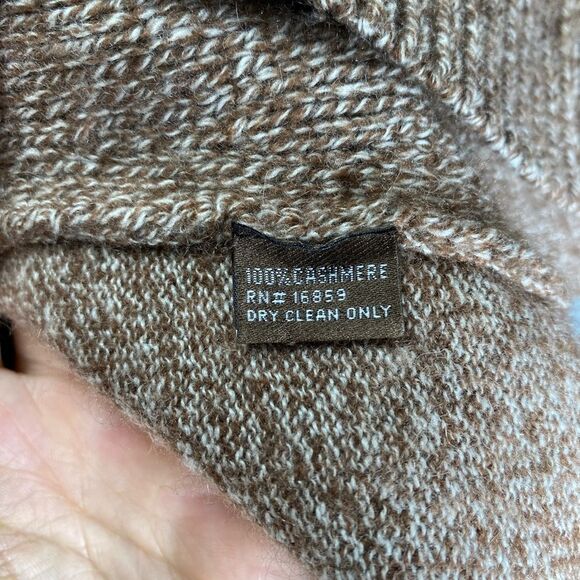 100% CASHMERE
RN# 16859
DRY CLEAN ONLY